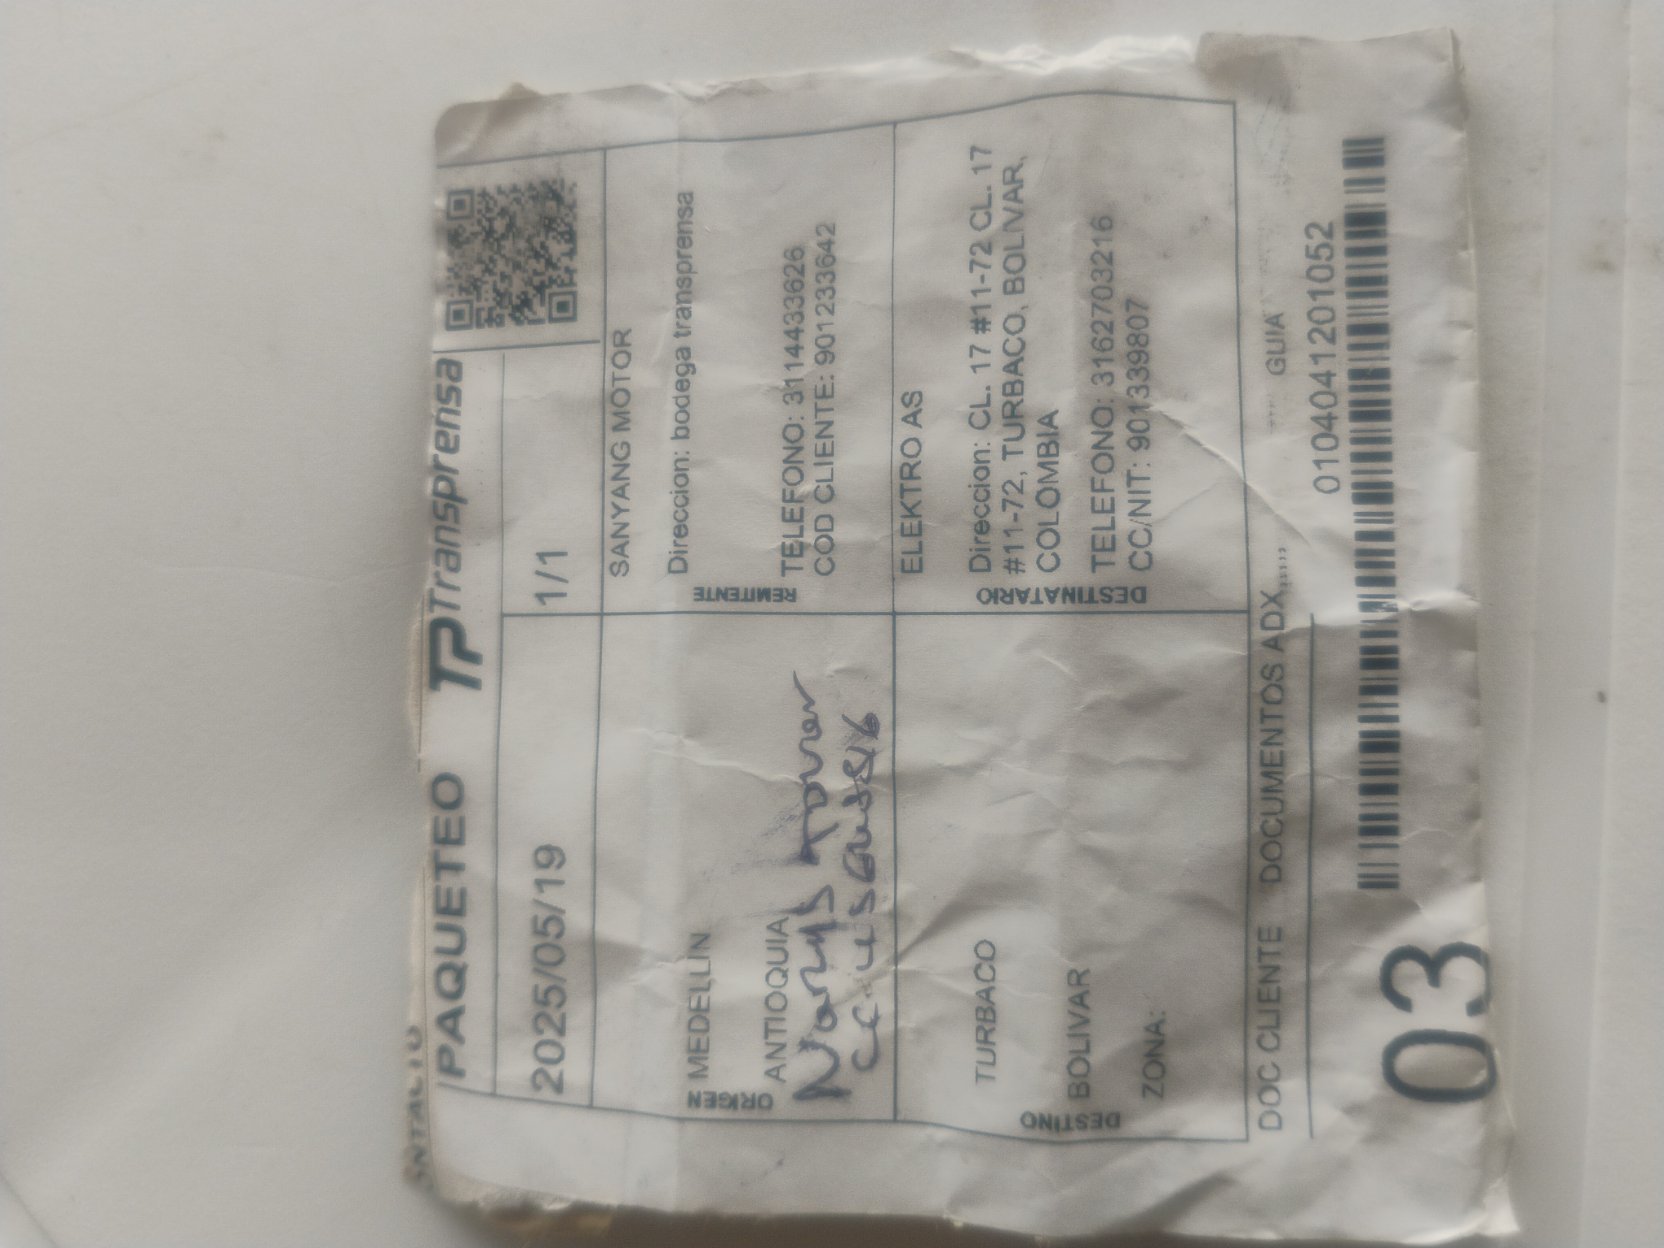 PAQUETEO
TP Transprensa
2025/05/19
1/1
ORIGEN
MEDELLIN
ANTIOQUIA
REMITENTE
SANYANG MOTOR
Direccion: bodega transprensa
TELEFONO: 3114433626
COD CLIENTE: 901233642
DESTINO
TURBACO
BOLIVAR
ZONA:
DESTINATARIO
ELEKTRO AS
Direccion: CL. 17 #11-72 CL. 17
#11-72, TURBACO, BOLIVAR,
COLOMBIA
TELEFONO: 3162703216
CC/NIT: 901339807
DOC CLIENTE DOCUMENTOS ADX,,,,,
GUIA
03
010404121201052